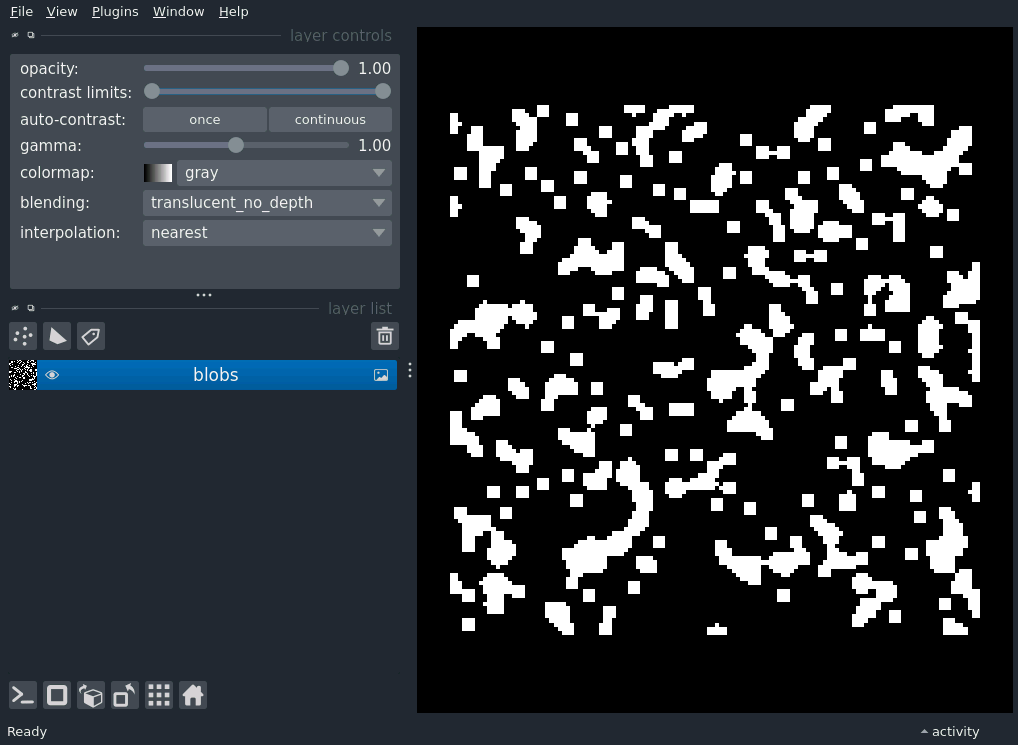 File View Plugins Window Help
layer controls
opacity: 1.00
contrast limits:
auto-contrast: once continuous
gamma: 1.00
colormap: gray
blending: translucent_no_depth
interpolation: nearest
layer list
blobs
Ready activity